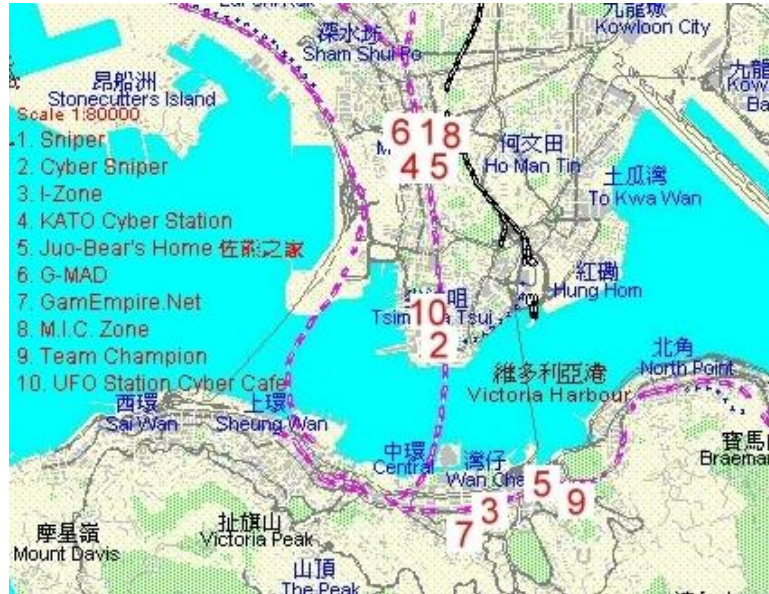 深水埗
Sham Shui Po
九龍城
Kowloon City
昂船洲
Stonecutters Island
九龍
Scale 1:80000
1. Sniper
2. Cyber Sniper
3. I-Zone
4. KATO Cyber Station
5. Juo-Bear's Home 佐熊之家
6. G-MAD
7. GamEmpire.Net
8. M.I.C. Zone
9. Team Champion
10. UFO Station Cyber Cafe
6 1 8
4 5
何文田
Ho Man Tin
土瓜灣
To Kwa Wan
紅磡
Hung Hom
10
咀
Tsim Tsui
2
維多利亞港
Victoria Harbour
北角
North Point
西環
Sai Wan
上環
Sheung Wan
中環
Central
灣仔
Wan Cha
5
9
3
7
寶馬
Braemar
摩星嶺
Mount Davis
扯旗山
Victoria Peak
山頂
The Peak